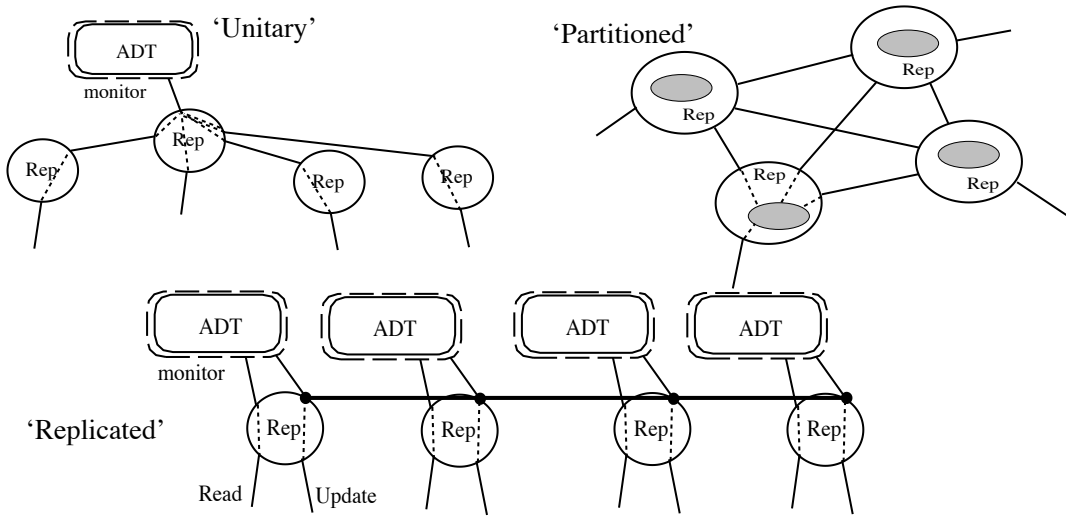 ‘Unitary’
ADT
monitor
Rep
Rep
Rep
Rep
‘Partitioned’
Rep
Rep
Rep
Rep
ADT
ADT
ADT
ADT
monitor
‘Replicated’
Rep
Rep
Rep
Rep
Read
Update